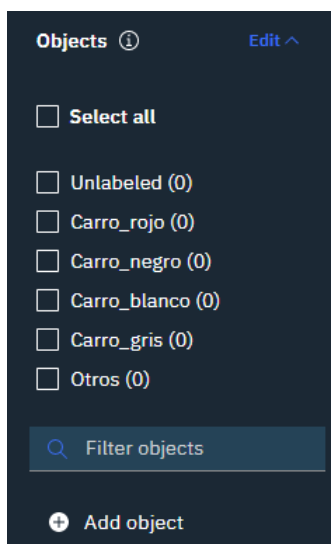 Objects Edit
Select all
Unlabeled (0)
Carro_rojo (0)
Carro_negro (0)
Carro_blanco (0)
Carro_gris (0)
Otros (0)
Filter objects
Add object